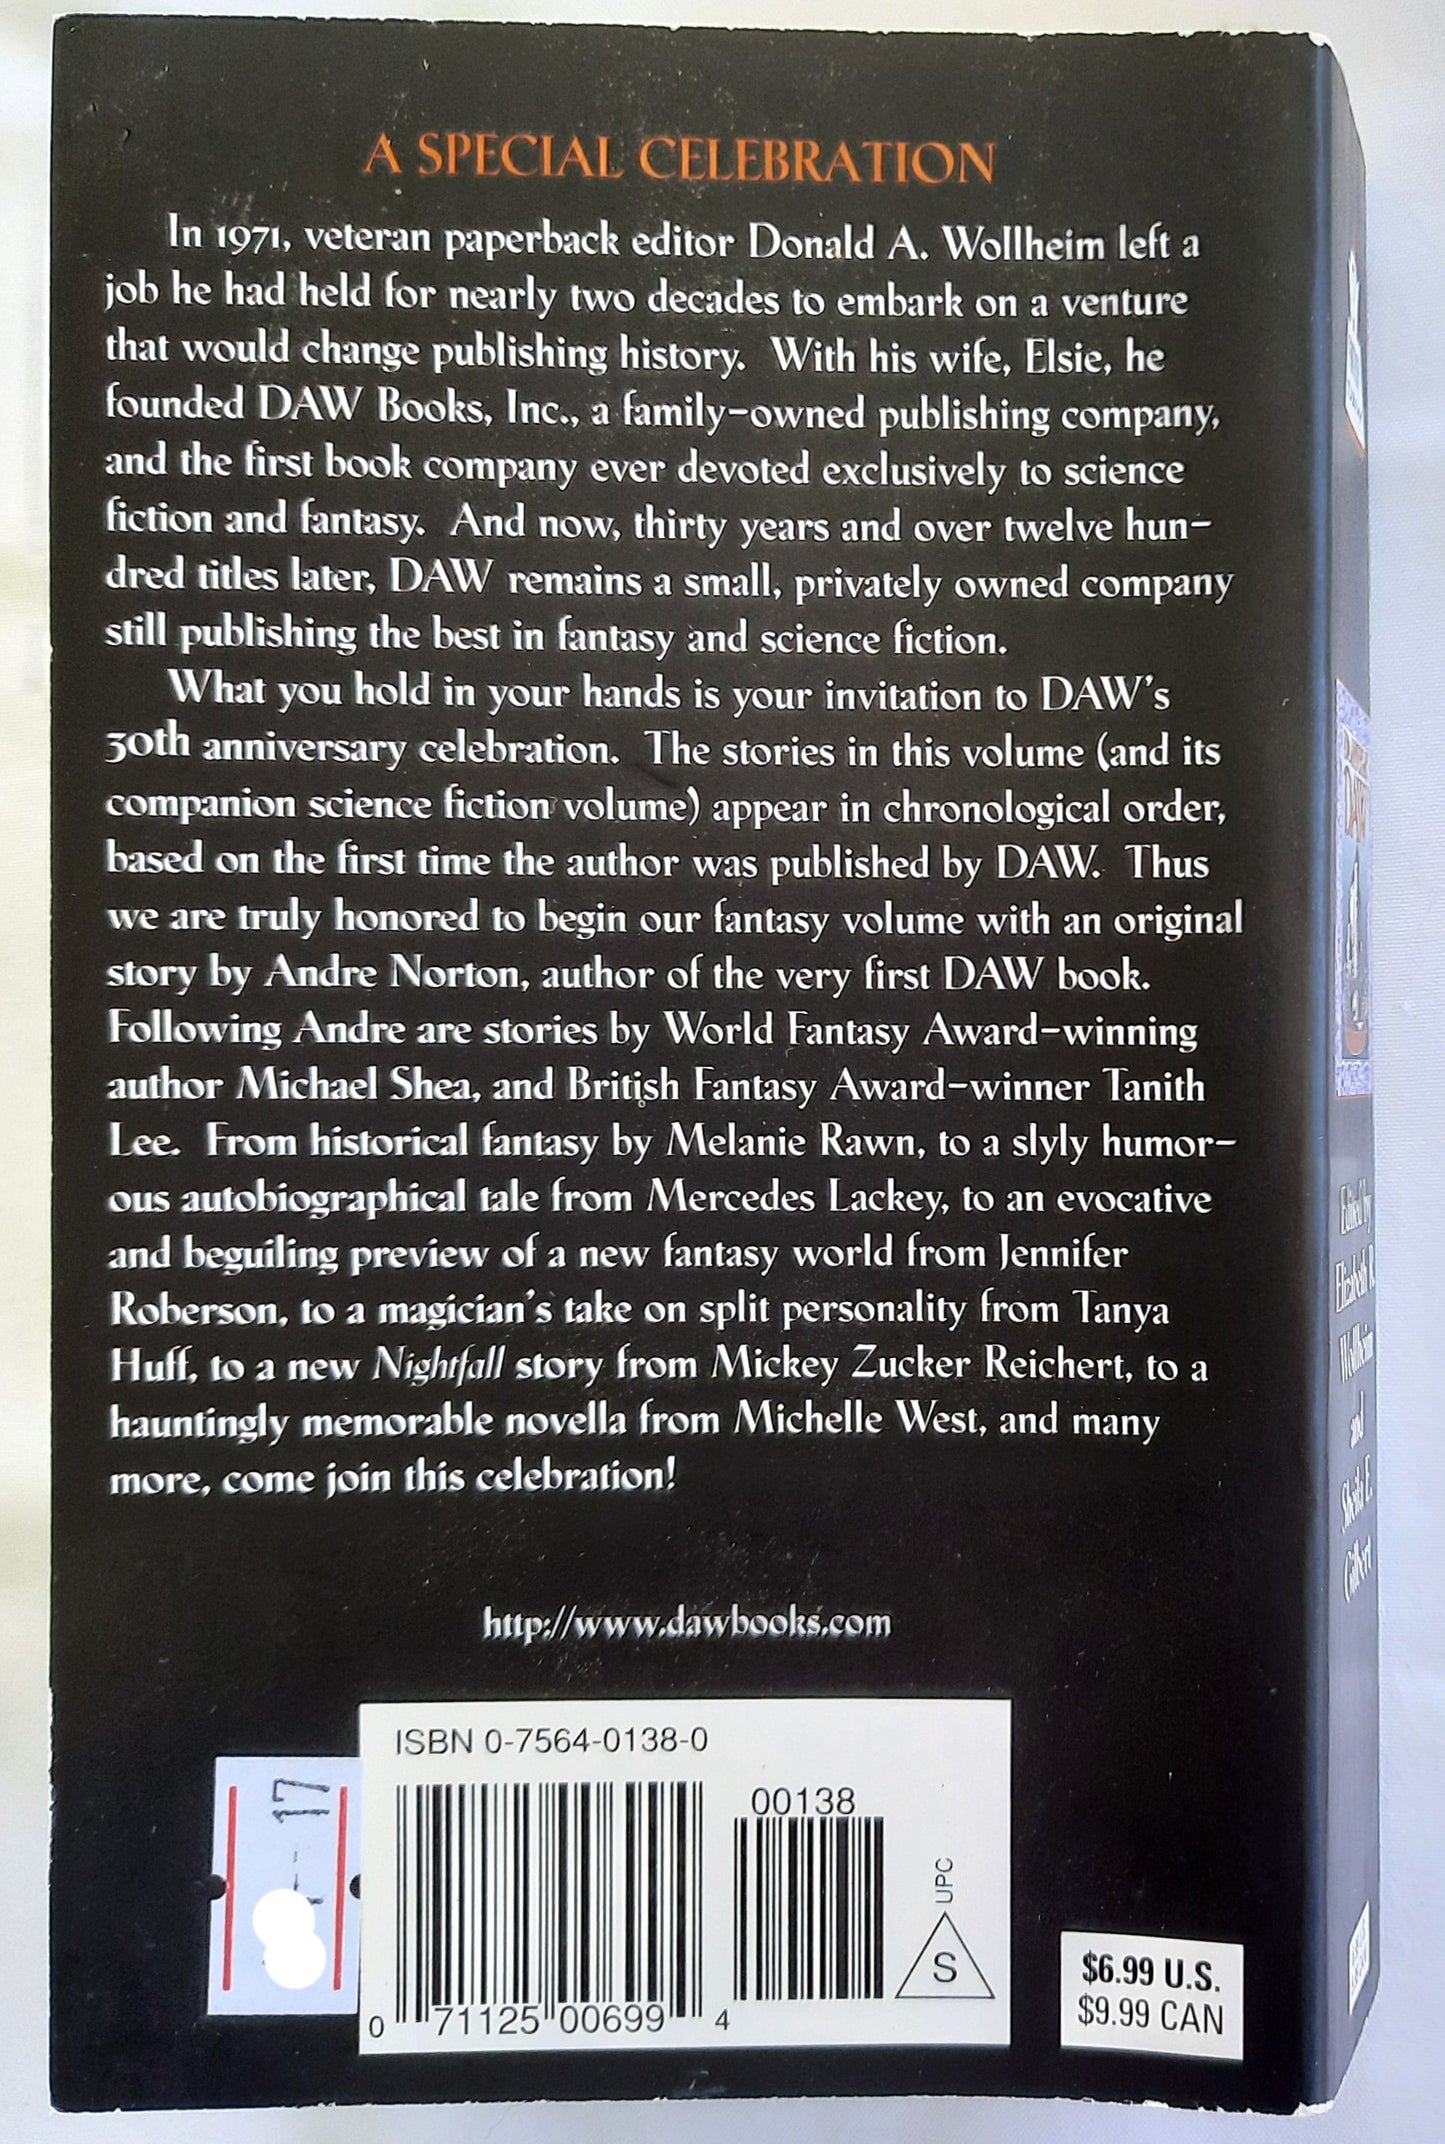 A SPECIAL CELEBRATION
In 1971, veteran paperback editor Donald A. Wollheim left a
job he had held for nearly two decades to embark on a venture
that would change publishing history. With his wife, Elsie, he
founded DAW Books, Inc., a family-owned publishing company,
and the first book company ever devoted exclusively to science
fiction and fantasy. And now, thirty years and over twelve hun-
dred titles later, DAW remains a small, privately owned company
still publishing the best in fantasy and science fiction.
What you hold in your hands is your invitation to DAW's
30th anniversary celebration. The stories in this volume (and its
companion science fiction volume) appear in chronological order,
based on the first time the author was published by DAW. Thus
we are truly honored to begin our fantasy volume with an original
story by Andre Norton, author of the very first DAW book.
Following Andre are stories by World Fantasy Award-winning
author Michael Shea, and British Fantasy Award-winner Tanith
Lee. From historical fantasy by Melanie Rawn, to a slyly humor-
ous autobiographical tale from Mercedes Lackey, to an evocative
and beguiling preview of a new fantasy world from Jennifer
Roberson, to a magician's take on split personality from Tanya
Huff, to a new Nightfall story from Mickey Zucker Reichert, to a
hauntingly memorable novella from Michelle West, and many
more, come join this celebration!
http://www.dawbooks.com
ISBN 0-7564-0138-0
00138
UPC
S
0 71125 00699 4
17
$6.99 U.S.
$9.99 CAN
DAW
Edited by
Elizabeth R.
Wollheim
and
Sheila E.
Gilbert